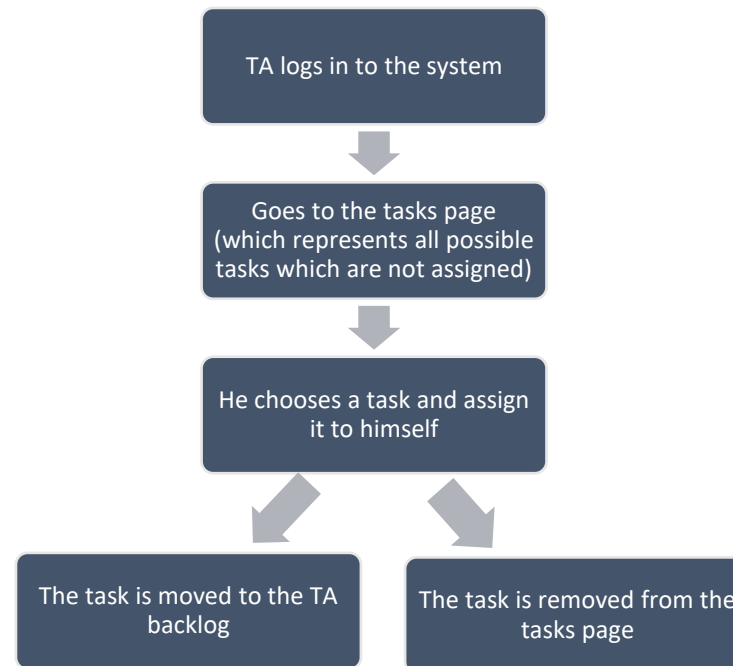 TA logs in to the system
Goes to the tasks page
(which represents all possible
tasks which are not assigned)
He chooses a task and assign
it to himself
The task is moved to the TA
backlog
The task is removed from the
tasks page